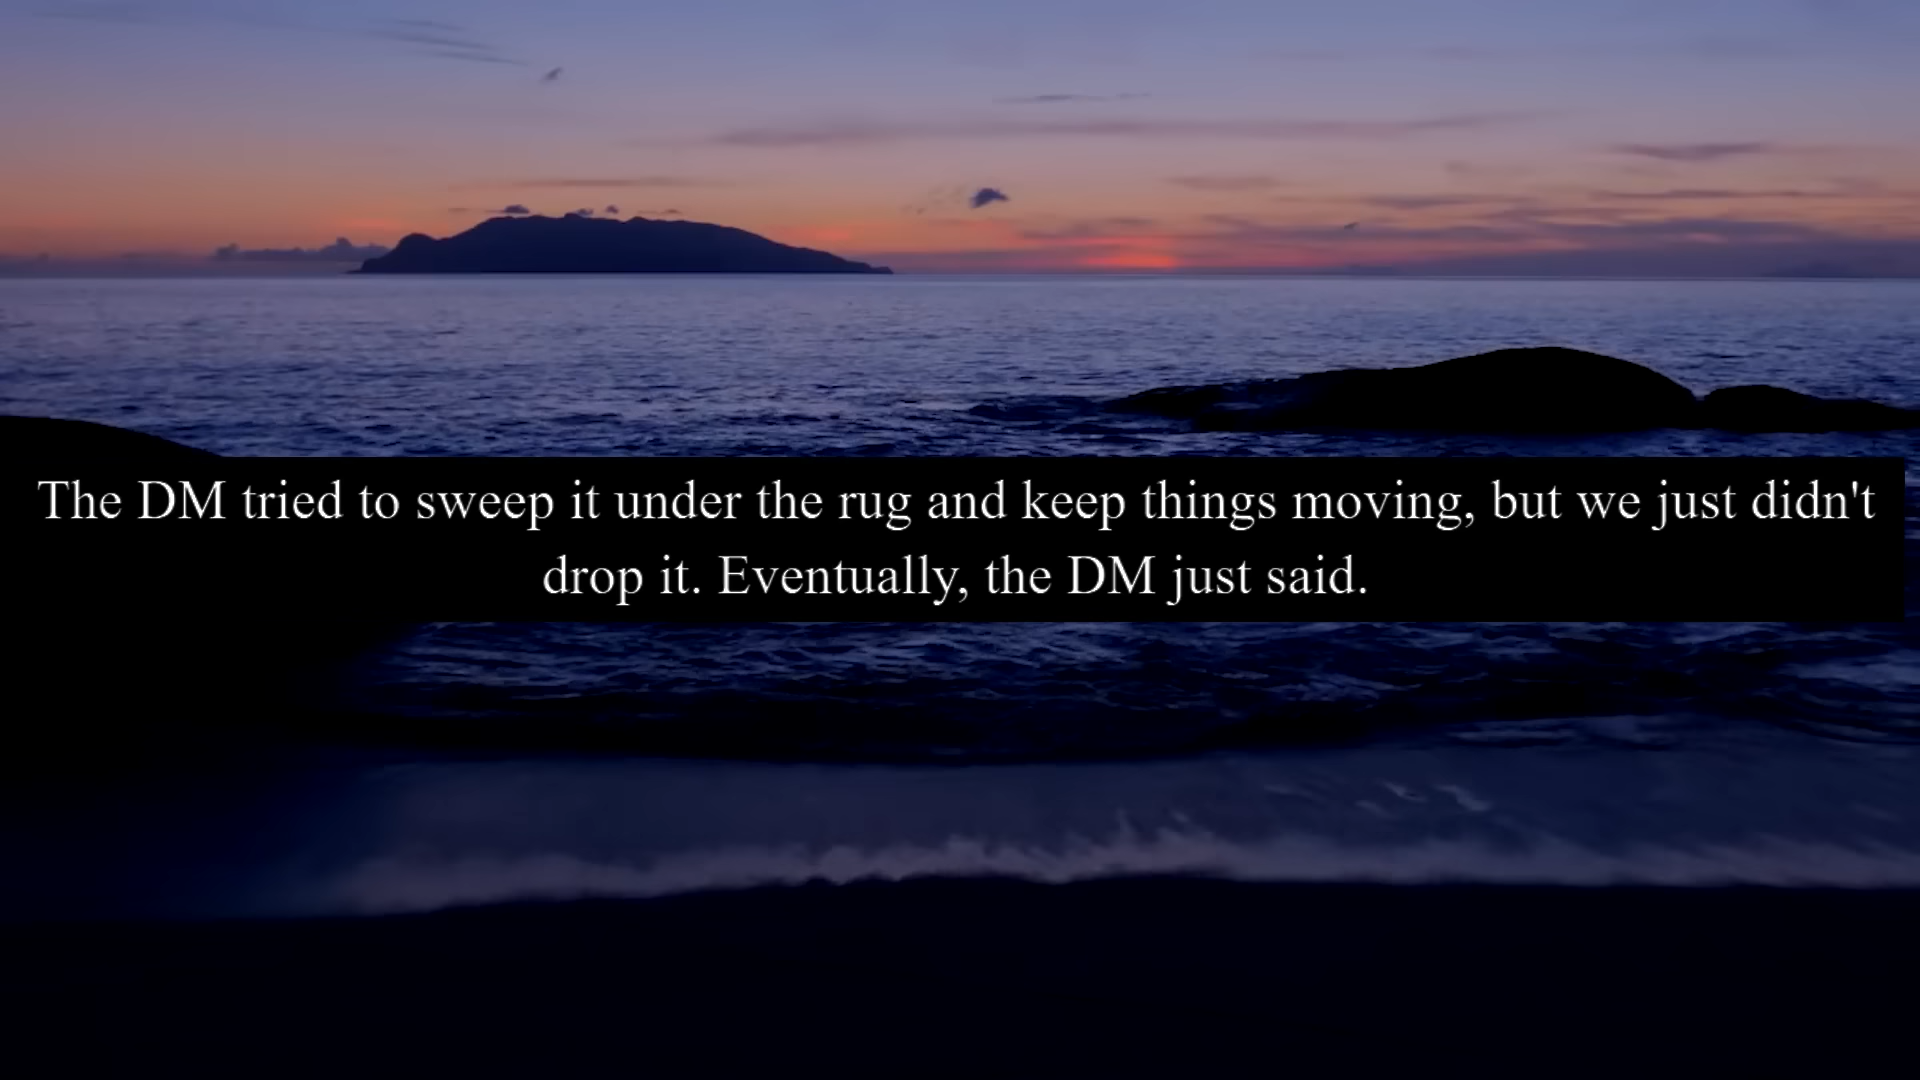 The DM tried to sweep it under the rug and keep things moving, but we just didn't
drop it. Eventually, the DM just said.